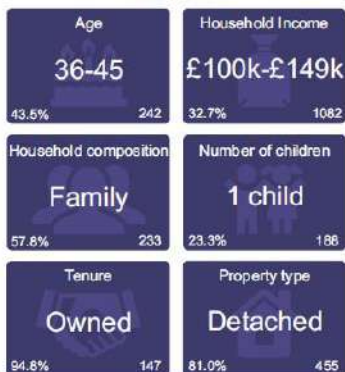 Age
36-45
43.5% 242
Household Income
£100k-£149k
32.7% 1082
Household composition
Family
57.8% 233
Number of children
1 child
23.3% 186
Tenure
Owned
94.8% 147
Property type
Detached
81.0% 455